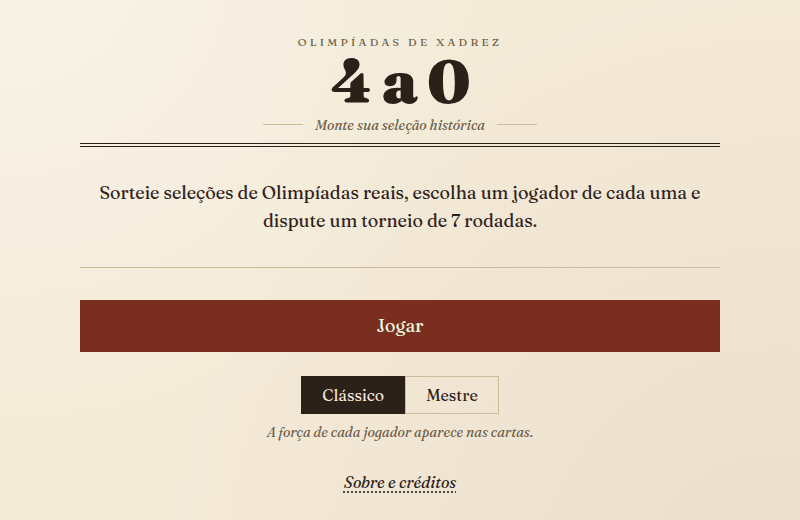 OLIMPÍADAS DE XADREZ
4 a 0
Monte sua seleção histórica
Sorteie seleções de Olimpíadas reais, escolha um jogador de cada uma e
dispute um torneio de 7 rodadas.
Jogar
Clássico Mestre
A força de cada jogador aparece nas cartas.
Sobre e créditos